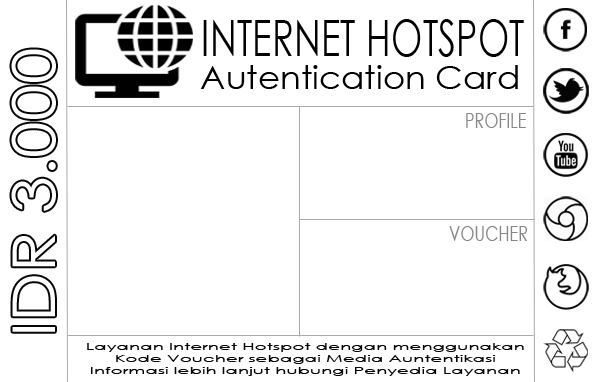 IDR 3.000
INTERNET HOTSPOT
Autentication Card
PROFILE
VOUCHER
Layanan Internet Hotspot dengan menggunakan
Kode Voucher sebagai Media Auntentikasi
Informasi lebih lanjut hubungi Penyedia Layanan
f
You
Tube